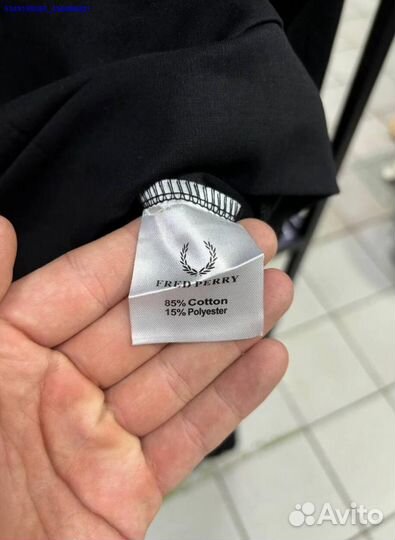 FRED PERRY
85% Cotton
15% Polyester
Avito